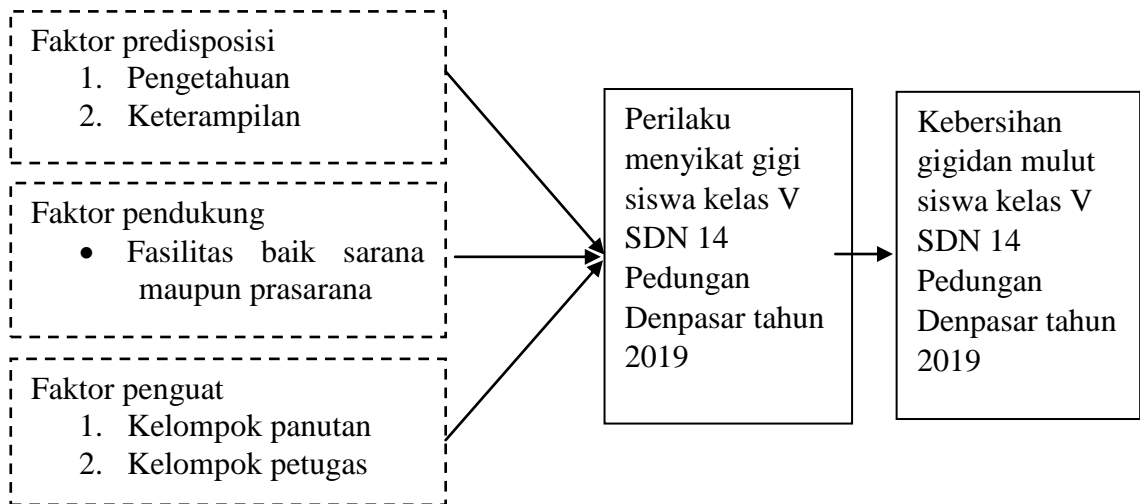 Faktor predisposisi
1. Pengetahuan
2. Keterampilan
Faktor pendukung
• Fasilitas baik sarana
maupun prasarana
Faktor penguat
1. Kelompok panutan
2. Kelompok petugas
Perilaku
menyikat gigi
siswa kelas V
SDN 14
Pedungan
Denpasar tahun
2019
Kebersihan
gigidan mulut
siswa kelas V
SDN 14
Pedungan
Denpasar tahun
2019